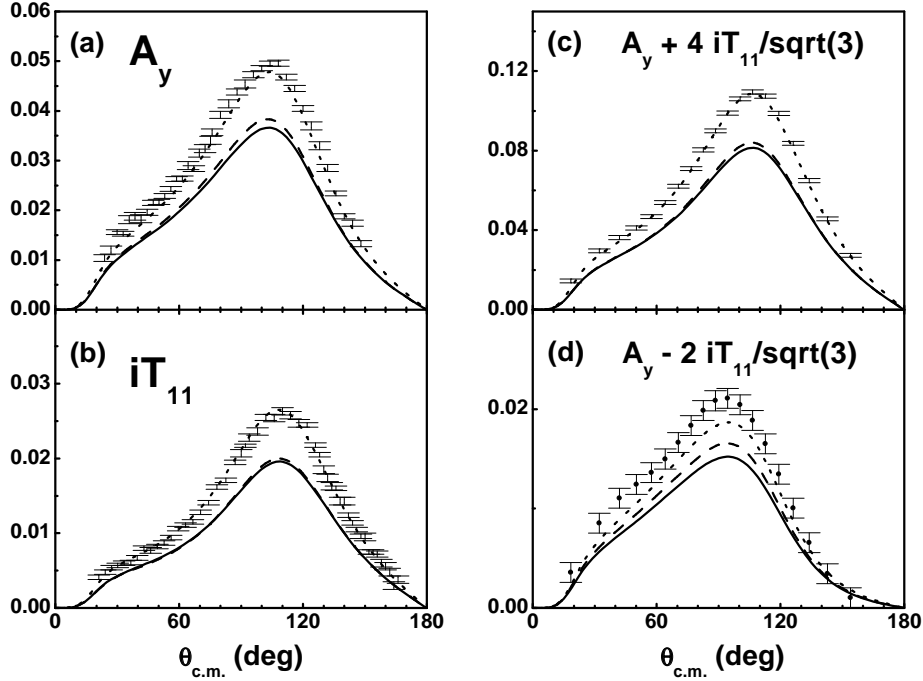 0.06
(a) A_y
0.05
0.04
0.03
0.02
0.01
0.00
(b) iT_11
0.03
0.02
0.01
0.00
0 60 120 180
θ_c.m. (deg)
(c) A_y + 4 iT_11/sqrt(3)
0.12
0.08
0.04
0.00
(d) A_y - 2 iT_11/sqrt(3)
0.02
0.00
0 60 120 180
θ_c.m. (deg)